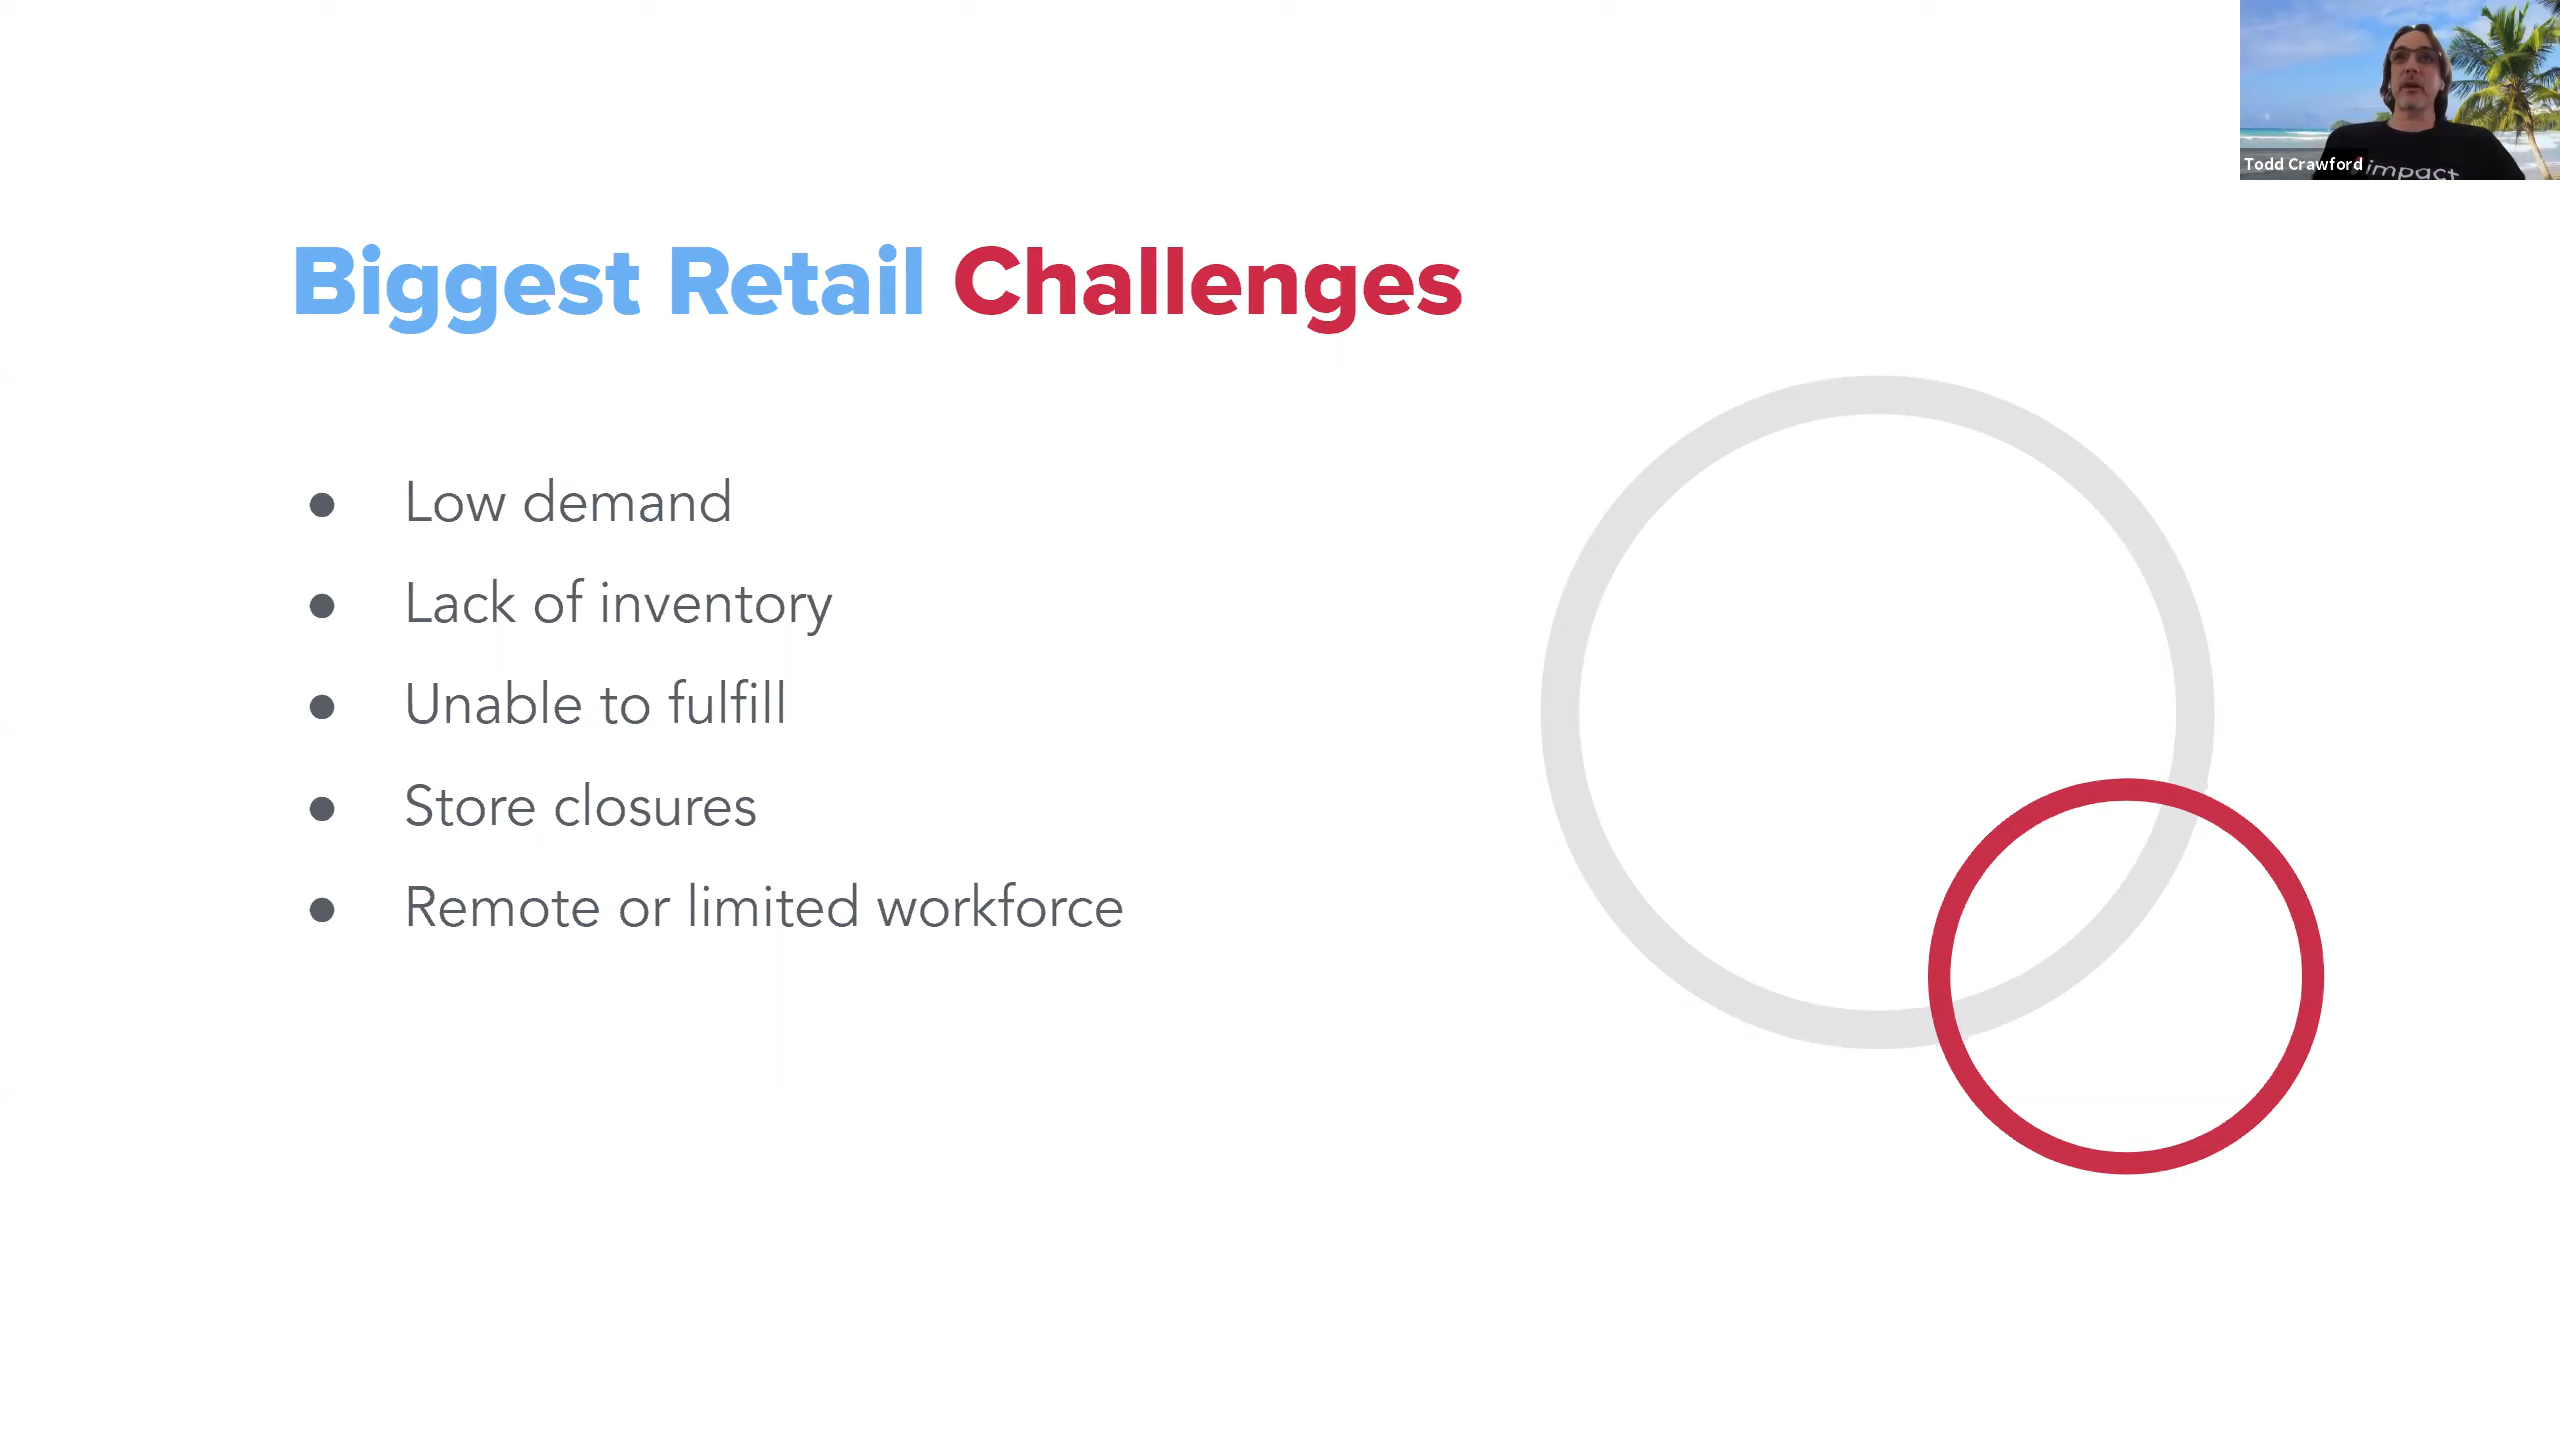 Todd Crawford
impact
Biggest Retail Challenges
Low demand
Lack of inventory
Unable to fulfill
Store closures
Remote or limited workforce